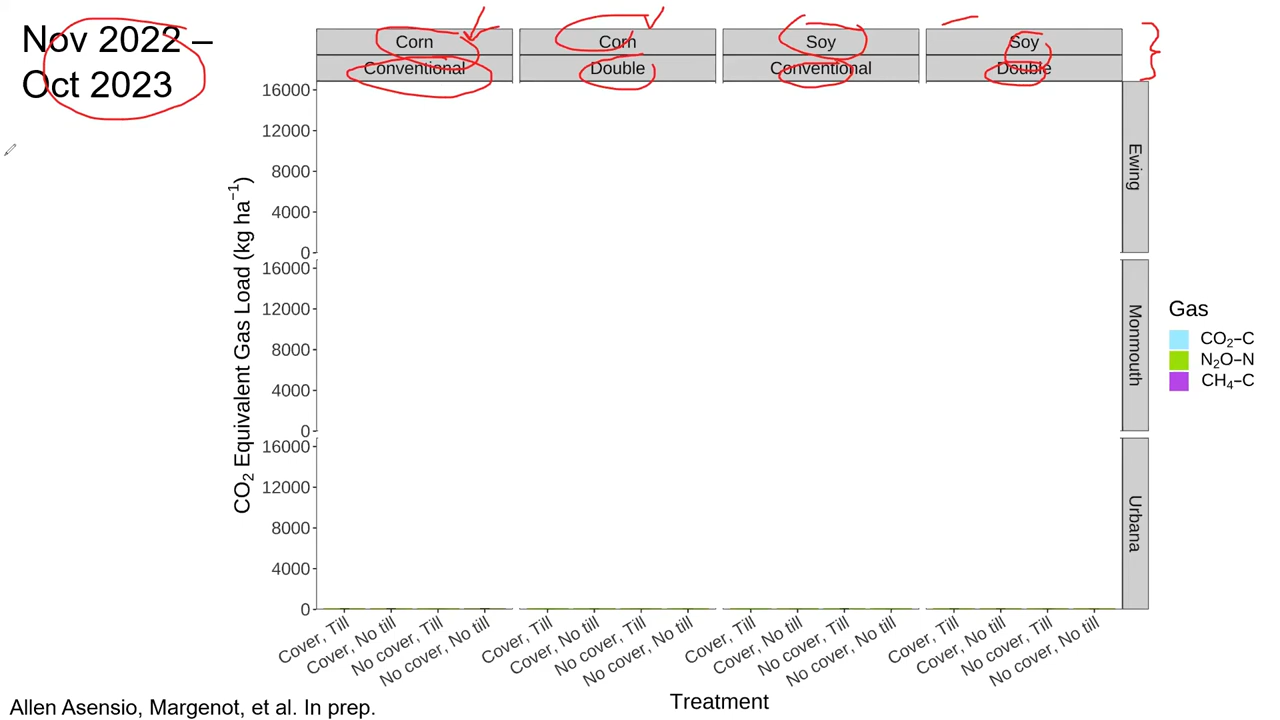 Nov 2022 –
Oct 2023
Corn Corn Soy Soy
Conventional Double Conventional Double
16000
12000
8000
4000
0
Ewing
16000
12000
8000
4000
0
Monmouth
16000
12000
8000
4000
0
Urbana
CO₂ Equivalent Gas Load (kg ha⁻¹)
Cover, Till
Cover, No till
No cover, Till
No cover, No till
Cover, Till
Cover, No till
No cover, Till
No cover, No till
Cover, Till
Cover, No till
No cover, Till
No cover, No till
Cover, Till
Cover, No till
No cover, Till
No cover, No till
Treatment
Gas
CO₂−C
N₂O−N
CH₄−C
Allen Asensio, Margenot, et al. In prep.